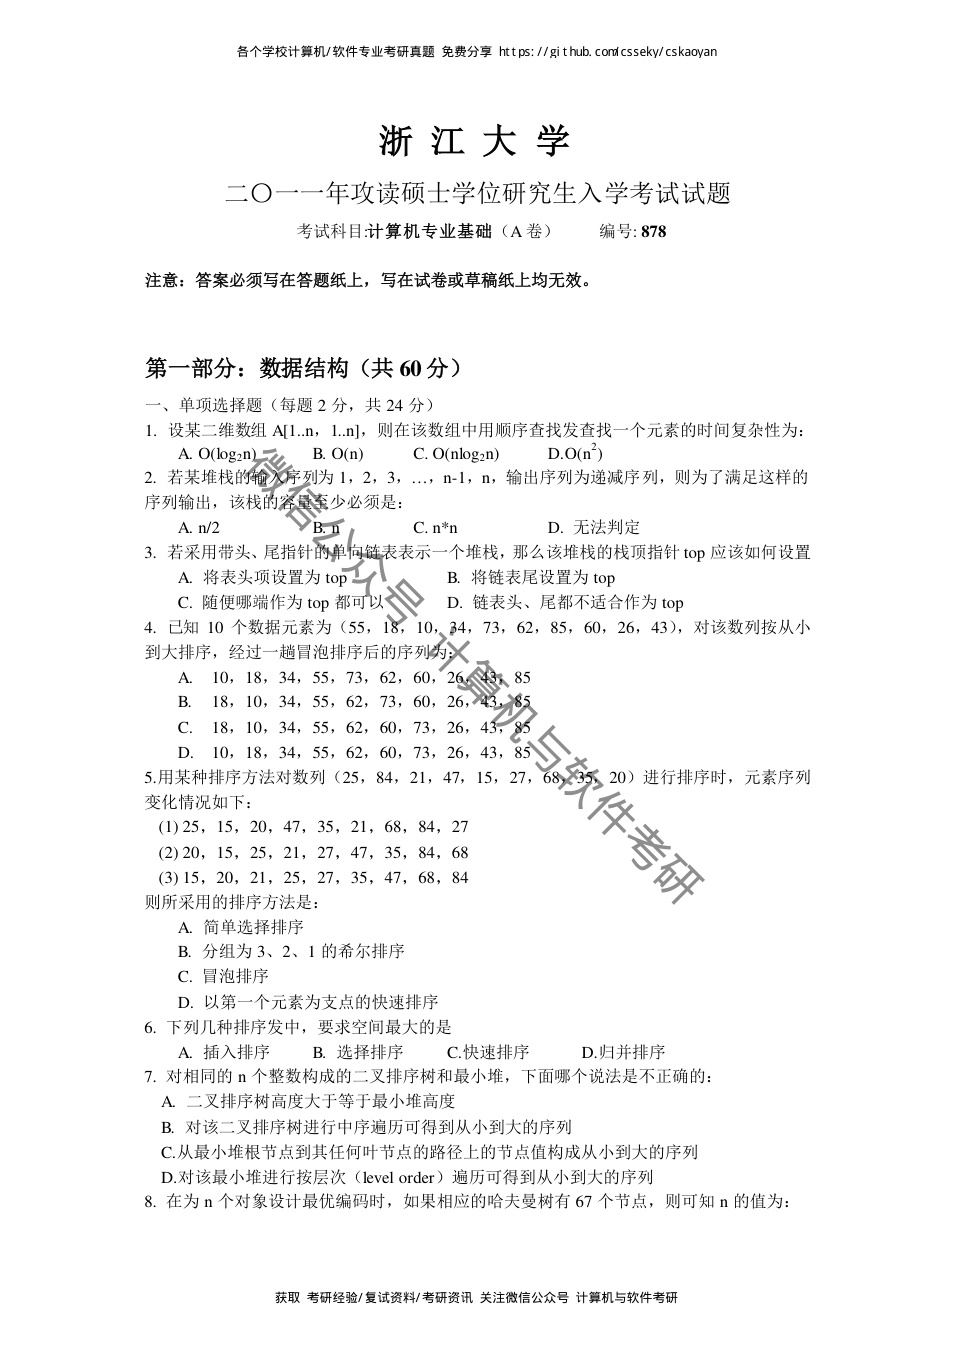 各个学校计算机/软件专业考研真题 免费分享 https://github.com/csseky/cskaoyan
浙 江 大 学
二〇一一年攻读硕士学位研究生入学考试试题
考试科目:计算机专业基础（A 卷） 编号: 878
注意：答案必须写在答题纸上，写在试卷或草稿纸上均无效。
第一部分：数据结构（共 60 分）
一、单项选择题（每题 2 分，共 24 分）
1. 设某二维数组 A[1..n，1..n]，则在该数组中用顺序查找发查找一个元素的时间复杂性为：
A. O(log₂n) B. O(n) C. O(nlog₂n) D.O(n²)
2. 若某堆栈的输入序列为 1，2，3，…，n-1，n，输出序列为递减序列，则为了满足这样的
序列输出，该栈的容量至少必须是：
A. n/2 B. n C. n*n D. 无法判定
3. 若采用带头、尾指针的单向链表表示一个堆栈，那么该堆栈的栈顶指针 top 应该如何设置
A. 将表头项设置为 top B. 将链表尾设置为 top
C. 随便哪端作为 top 都可以 D. 链表头、尾都不适合作为 top
4. 已知 10 个数据元素为（55，18，10，34，73，62，85，60，26，43），对该数列按从小
到大排序，经过一趟冒泡排序后的序列为：
A. 10，18，34，55，73，62，60，26，43，85
B. 18，10，34，55，62，73，60，26，43，85
C. 18，10，34，55，62，60，73，26，43，85
D. 10，18，34，55，62，60，73，26，43，85
5.用某种排序方法对数列（25，84，21，47，15，27，68，35，20）进行排序时，元素序列
变化情况如下：
(1) 25，15，20，47，35，21，68，84，27
(2) 20，15，25，21，27，47，35，84，68
(3) 15，20，21，25，27，35，47，68，84
则所采用的排序方法是：
A. 简单选择排序
B. 分组为 3、2、1 的希尔排序
C. 冒泡排序
D. 以第一个元素为支点的快速排序
6. 下列几种排序发中，要求空间最大的是
A. 插入排序 B. 选择排序 C.快速排序 D.归并排序
7. 对相同的 n 个整数构成的二叉排序树和最小堆，下面哪个说法是不正确的：
A. 二叉排序树高度大于等于最小堆高度
B. 对该二叉排序树进行中序遍历可得到从小到大的序列
C.从最小堆根节点到其任何叶节点的路径上的节点值构成从小到大的序列
D.对该最小堆进行按层次（level order）遍历可得到从小到大的序列
8. 在为 n 个对象设计最优编码时，如果相应的哈夫曼树有 67 个节点，则可知 n 的值为：
微信公众号 计算机与软件考研
获取 考研经验/复试资料/考研资讯 关注微信公众号 计算机与软件考研